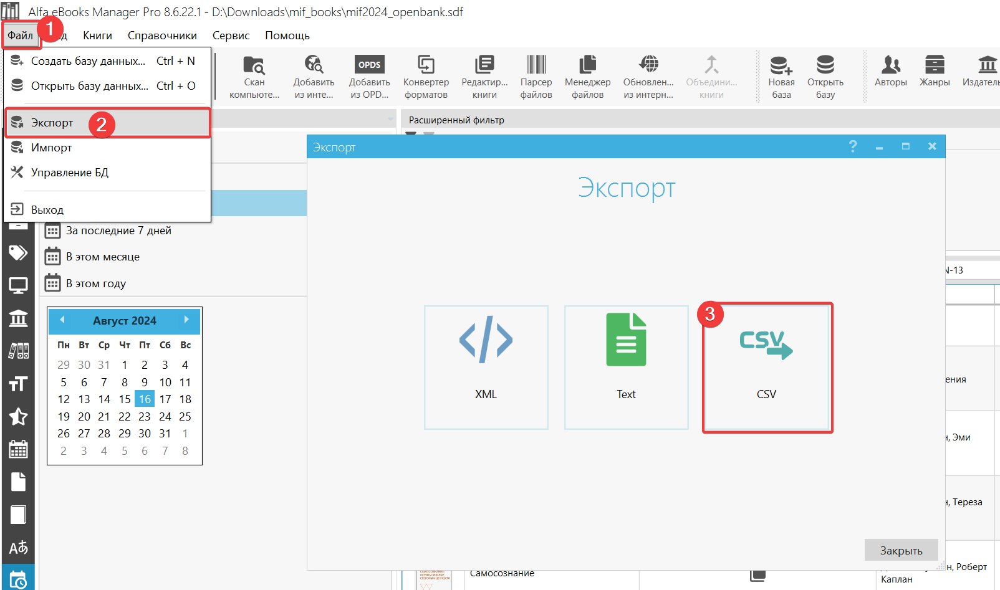 Alfa eBooks Manager Pro 8.6.22.1 - D:\Downloads\mif_books\mif2024_openbank.sdf
Файл
1
Книги
Справочники
Сервис
Помощь
Создать базу данных... Ctrl + N
Открыть базу данных... Ctrl + O
Экспорт
2
Импорт
Управление БД
Выход
Скан
компьюте...
Добавить
из инте...
OPDS
Добавить
из OPD...
Конвертер
форматов
Редактир...
книги
Парсер
файлов
Менеджер
файлов
Обновлен...
из интерн...
Объедини...
книги
Новая
база
Открыть
базу
Авторы
Жанры
Издатель
Расширенный фильтр
За последние 7 дней
В этом месяце
В этом году
Август 2024
Пн Вт Ср Чт Пт Сб Вс
29 30 31 1 2 3 4
5 6 7 8 9 10 11
12 13 14 15 16 17 18
19 20 21 22 23 24 25
26 27 28 29 30 31 1
2 3 4 5 6 7 8
Экспорт
?
Экспорт
XML
Text
3
CSV
CSV
Закрыть
N-13
ения
н, Эми
н, Тереза
н, Роберт
Каплан
САМОСОЗНАНИЕ:
ПОНЯТЬ СИЛЬНЫЕ
СТОРОНЫ И ЦЕННОСТИ
Самосознание
Aあ